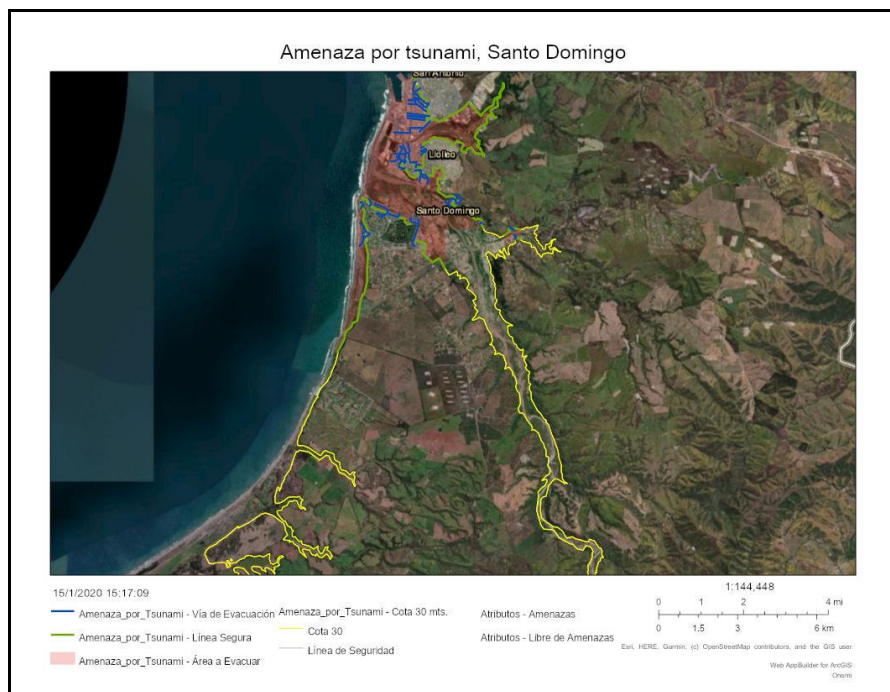 Amenaza por tsunami, Santo Domingo
San Antonio
Llolleo
Santo Domingo
15/1/2020 15:17:09
Amenaza_por_Tsunami - Vía de Evacuación
Amenaza_por_Tsunami - Línea Segura
Amenaza_por_Tsunami - Área a Evacuar
Amenaza_por_Tsunami - Cota 30 mts.
Cota 30
Línea de Seguridad
Atributos - Amenazas
Atributos - Libre de Amenazas
1:144,448
0 1 2 4 mi
0 1.5 3 6 km
Esri, HERE, Garmin, (c) OpenStreetMap contributors, and the GIS user
Web AppBuilder for ArcGIS
Onemi